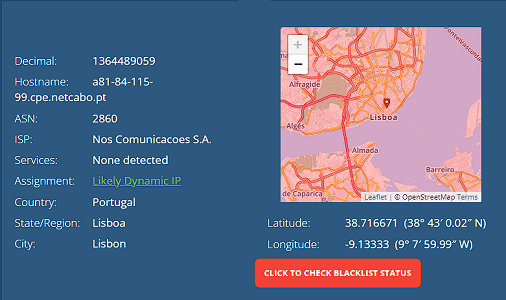 Decimal: 1364489059
Hostname: a81-84-115-
99.cpe.netcabo.pt
ASN: 2860
ISP: Nos Comunicacoes S.A.
Services: None detected
Assignment: Likely Dynamic IP
Country: Portugal
State/Region: Lisboa
City: Lisbon
+
−
PonteVascoMa
Alfragide
Lisboa
Algés
Almada
Barreiro
de Caparica
Leaflet | © OpenStreetMap Terms
Latitude: 38.716671 (38° 43′ 0.02″ N)
Longitude: -9.13333 (9° 7′ 59.99″ W)
CLICK TO CHECK BLACKLIST STATUS